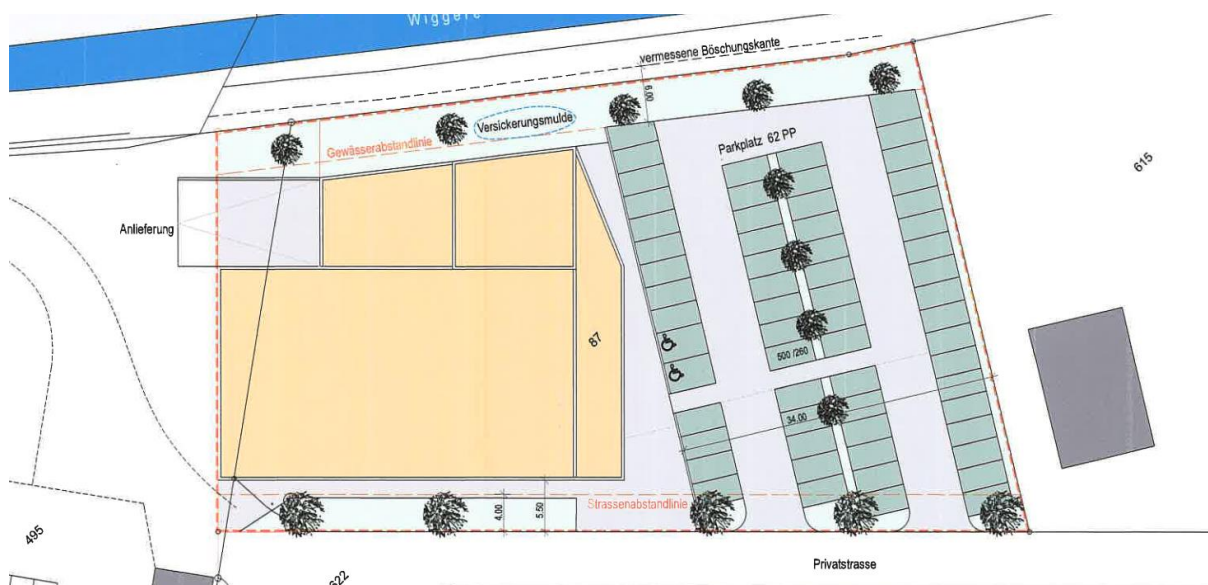 Wigger
vermessene Böschungskante
6.00
Versickerungsmulde
Gewässerabstandlinie
Parkplatz 62 PP
615
Anlieferung
87
500 /260
34.00
4.00
5.50
Strassenabstandlinie
495
622
Privatstrasse